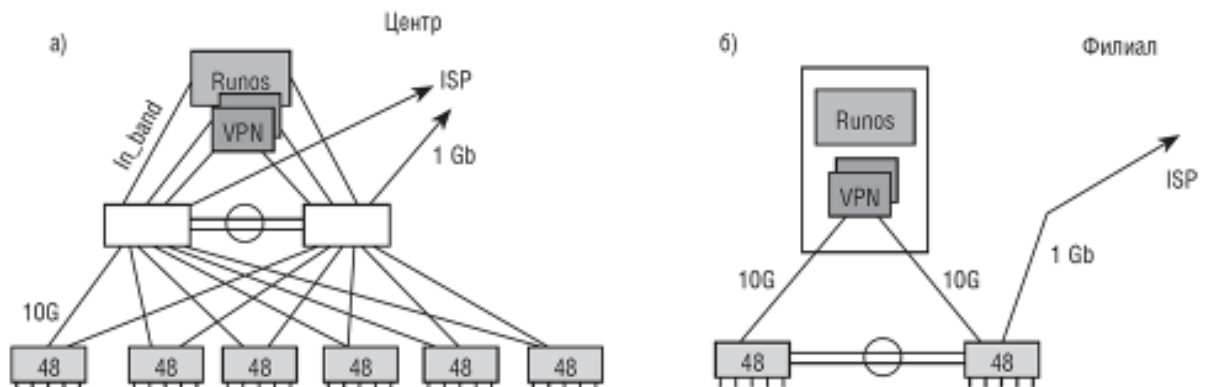 а)
Центр
Runos
VPN
In_band
ISP
1 Gb
10G
48
48
48
48
48
48
б)
Филиал
Runos
VPN
10G
10G
1 Gb
ISP
48
48